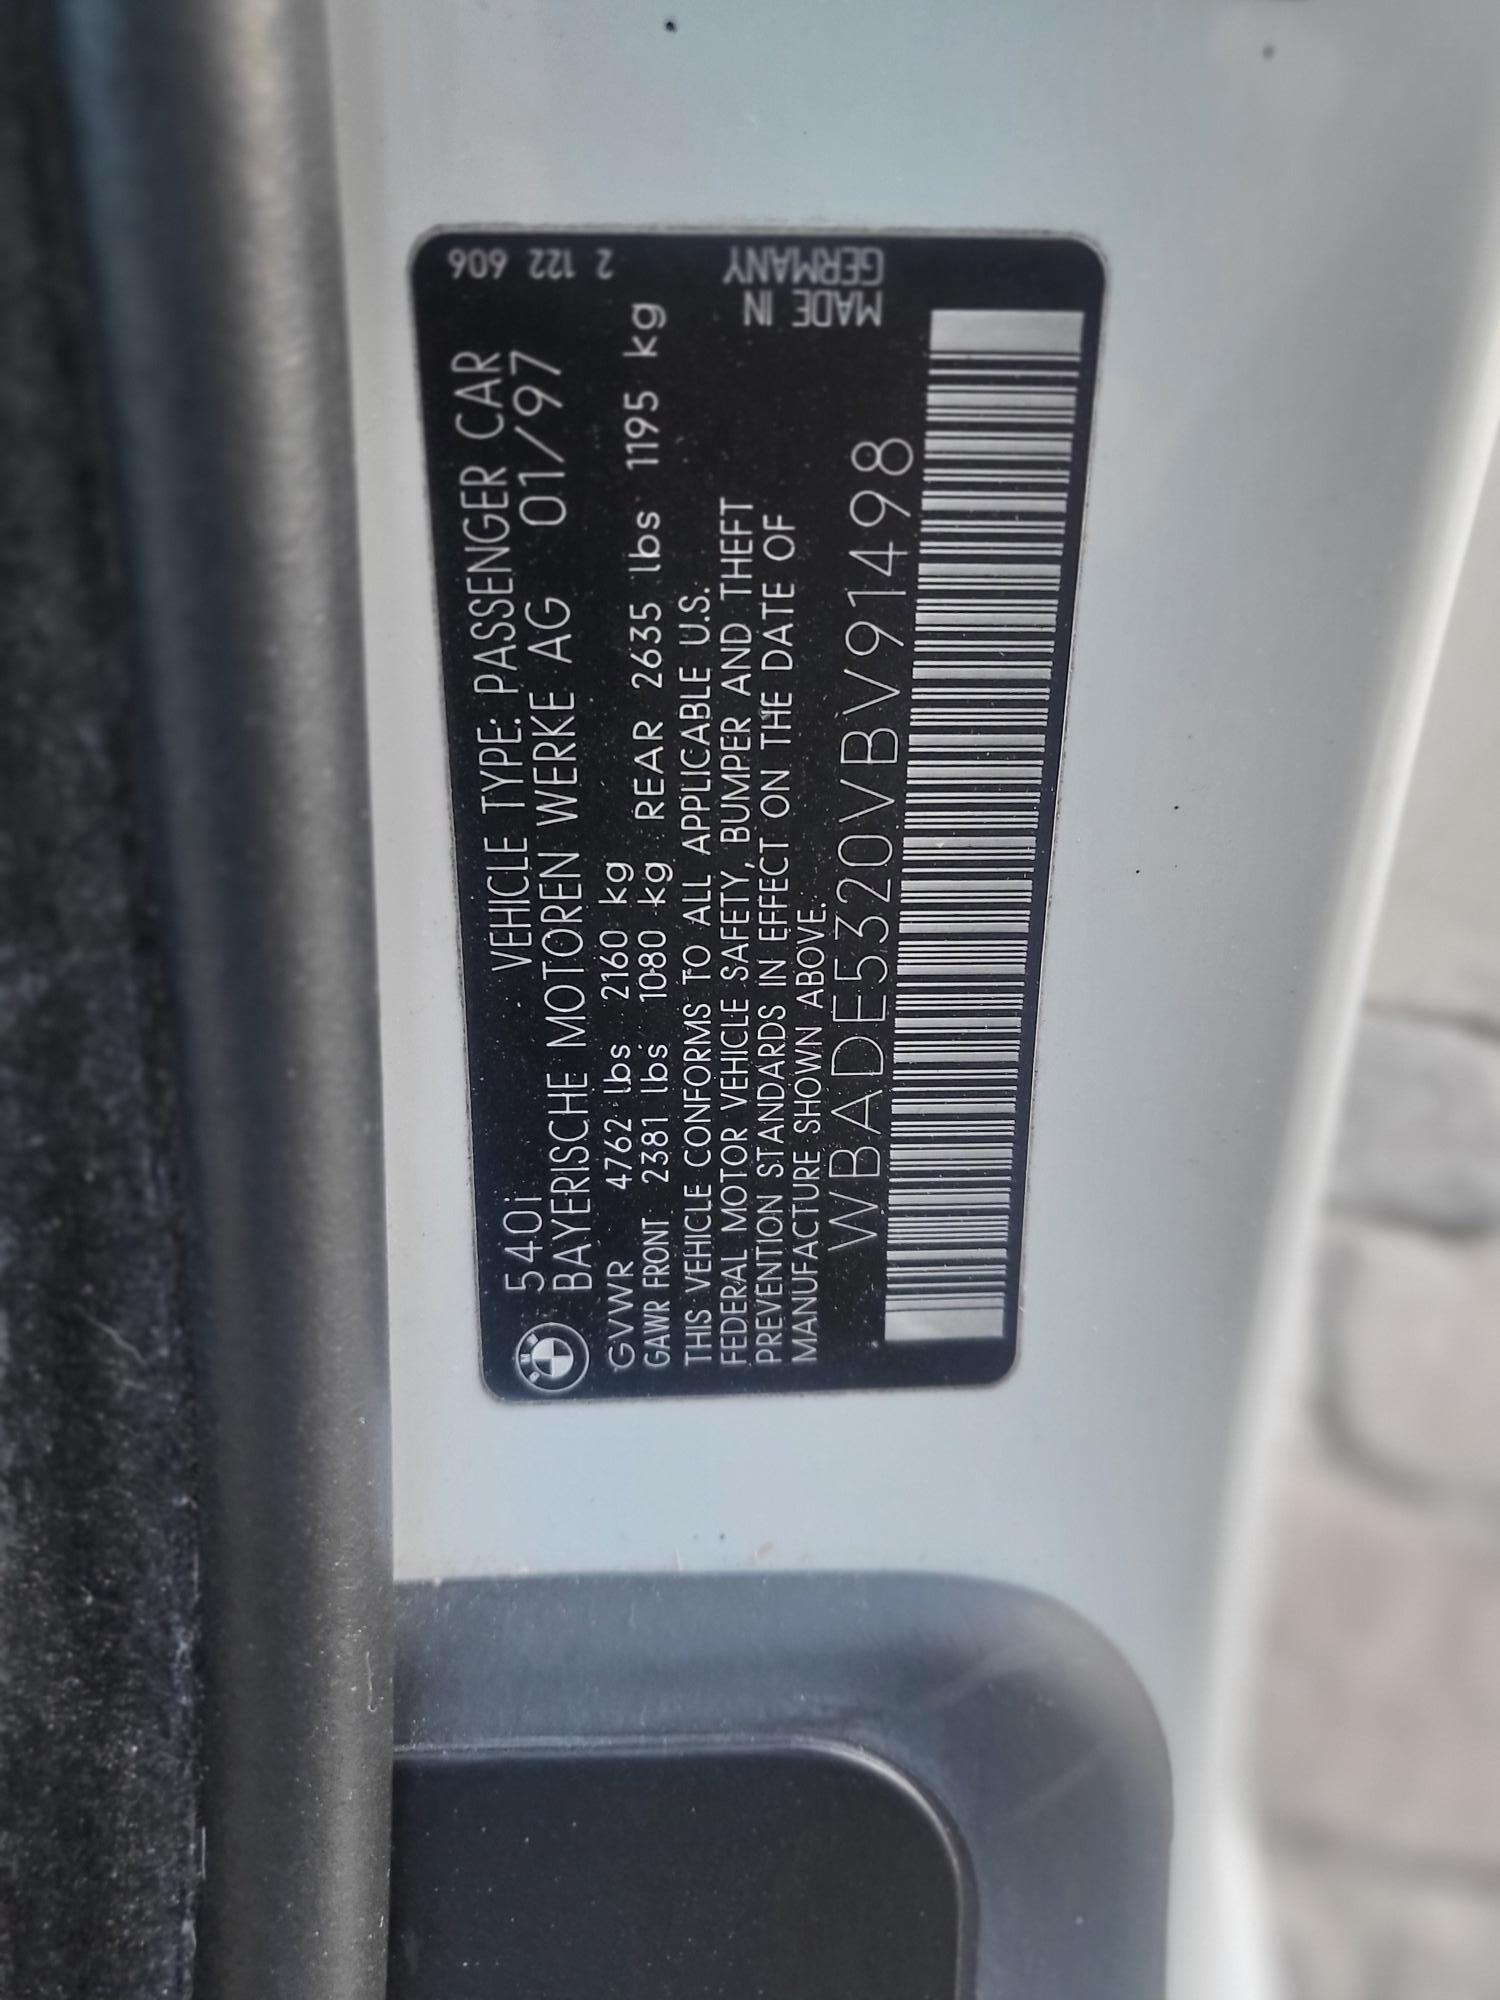 540i VEHICLE TYPE: PASSENGER CAR
BAYERISCHE MOTOREN WERKE AG 01/97
GVWR 4762 lbs 2160 kg
GAWR FRONT 2381 lbs 1080 kg REAR 2635 lbs 1195 kg
THIS VEHICLE CONFORMS TO ALL APPLICABLE U.S.
FEDERAL MOTOR VEHICLE SAFETY, BUMPER AND THEFT
PREVENTION STANDARDS IN EFFECT ON THE DATE OF
MANUFACTURE SHOWN ABOVE.
WBADE5320VBV91498
2 122 606
MADE IN
GERMANY
BMW